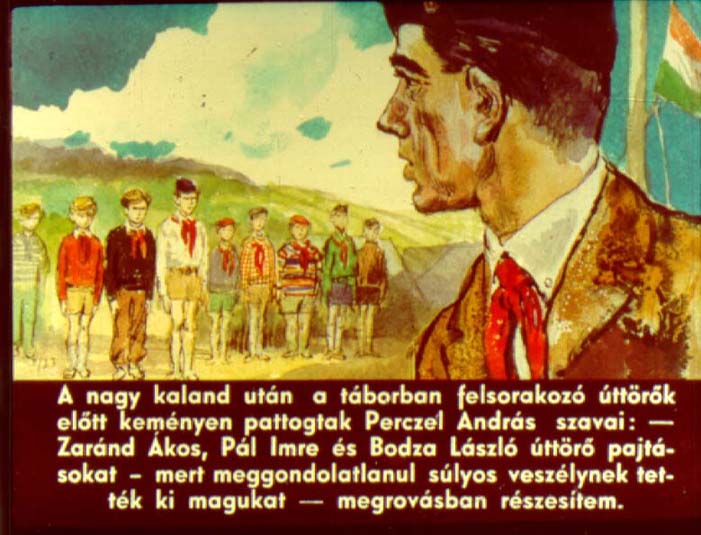 A nagy kaland után a táborban felsorakozó úttörők
előtt keményen pattogtak Perczel András szavai: —
Zaránd Ákos, Pál Imre és Bodza László úttörő pajtá-
sokat – mert meggondolatlanul súlyos veszélynek tet-
ték ki magukat — megrovásban részesítem.